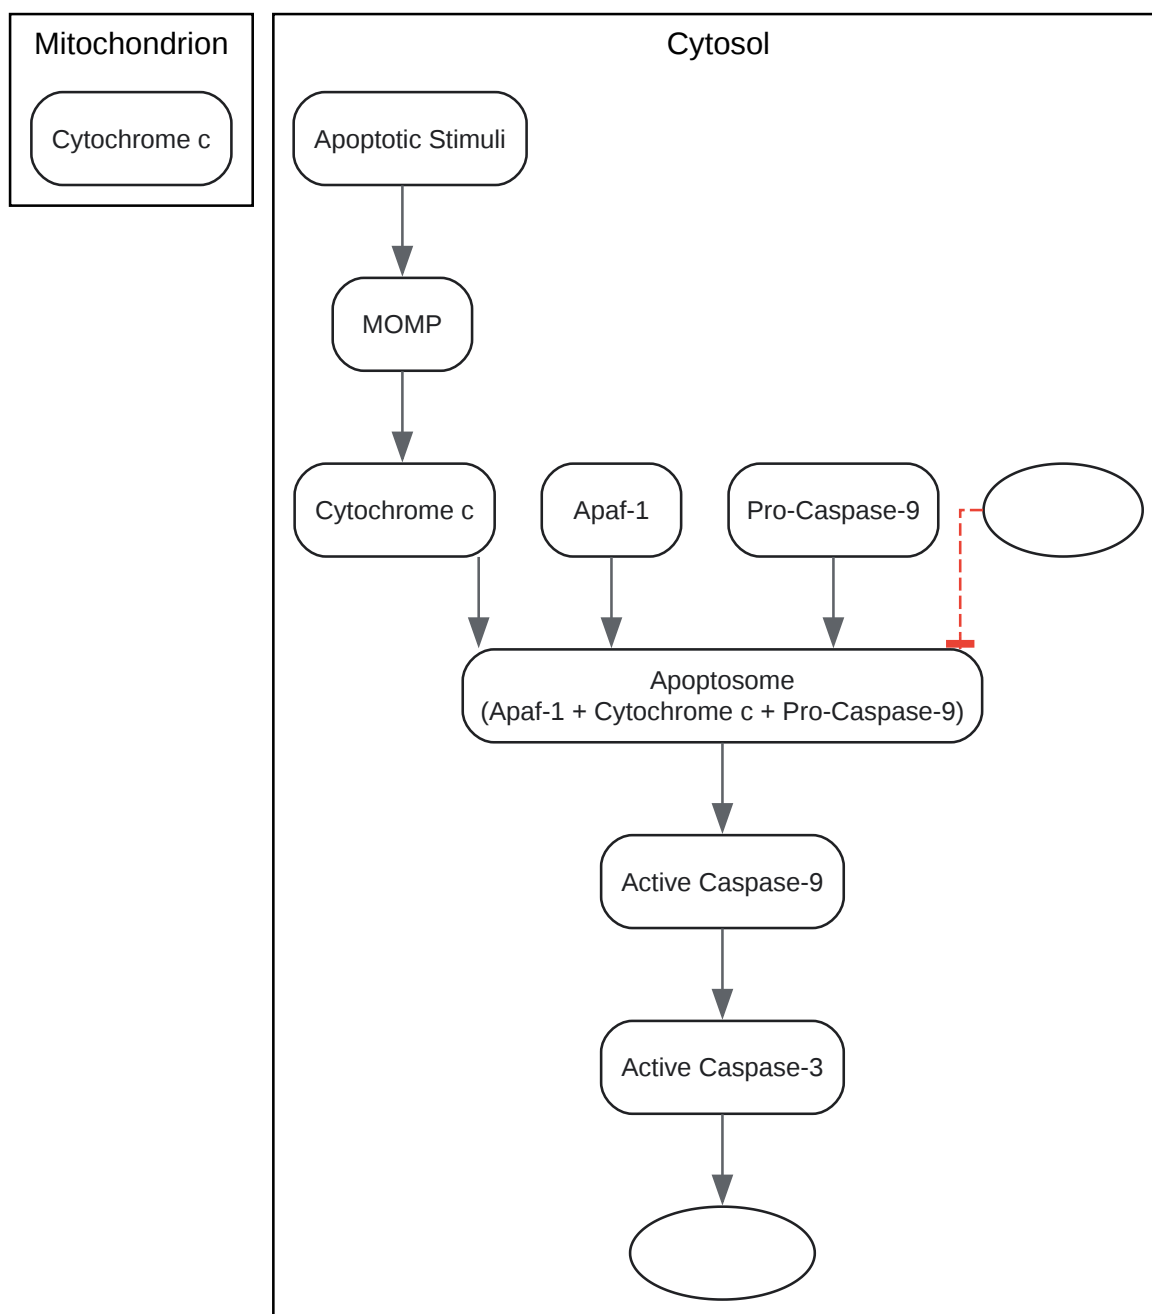 Mitochondrion
Cytochrome c
Cytosol
Apoptotic Stimuli
MOMP
Cytochrome c
Apaf-1
Pro-Caspase-9
Apoptosome
(Apaf-1 + Cytochrome c + Pro-Caspase-9)
Active Caspase-9
Active Caspase-3